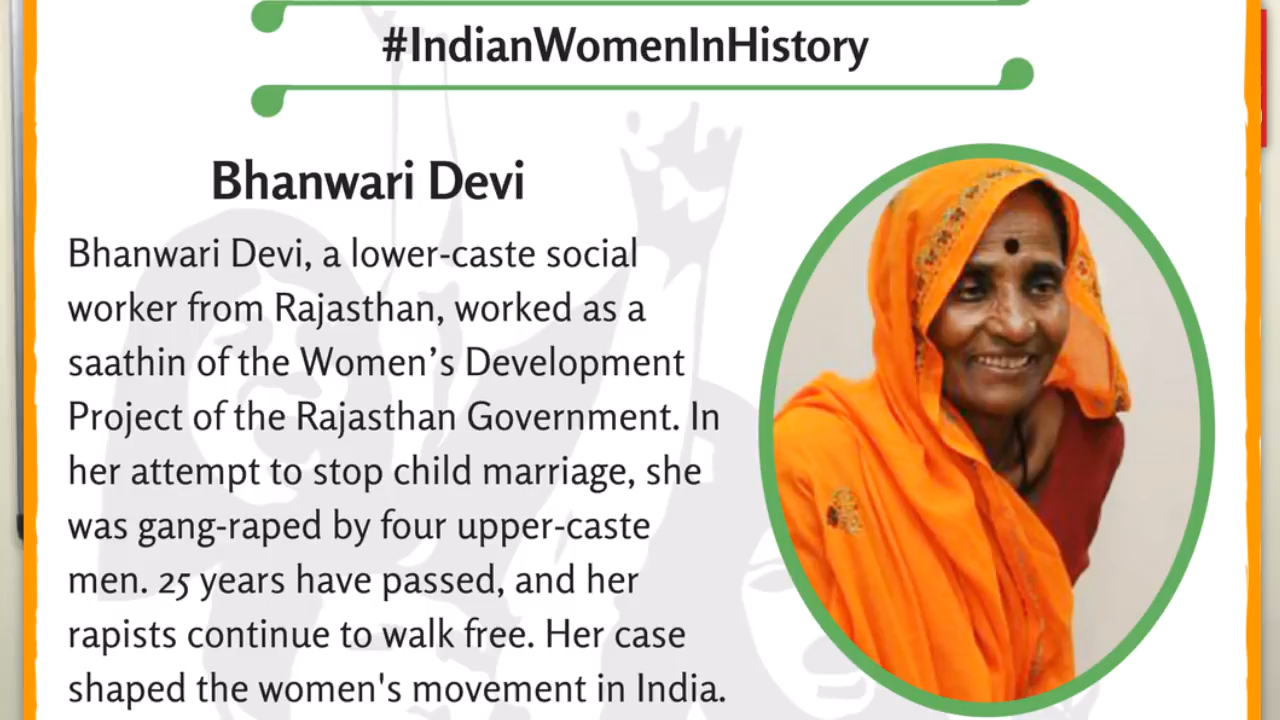 #IndianWomenInHistory
Bhanwari Devi
Bhanwari Devi, a lower-caste social
worker from Rajasthan, worked as a
saathin of the Women’s Development
Project of the Rajasthan Government. In
her attempt to stop child marriage, she
was gang-raped by four upper-caste
men. 25 years have passed, and her
rapists continue to walk free. Her case
shaped the women's movement in India.